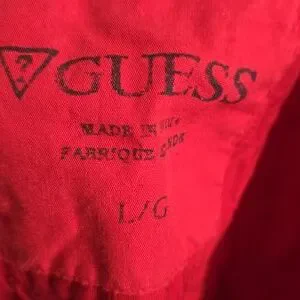 ? GUESS
MADE IN
FABRIQUE
L/G